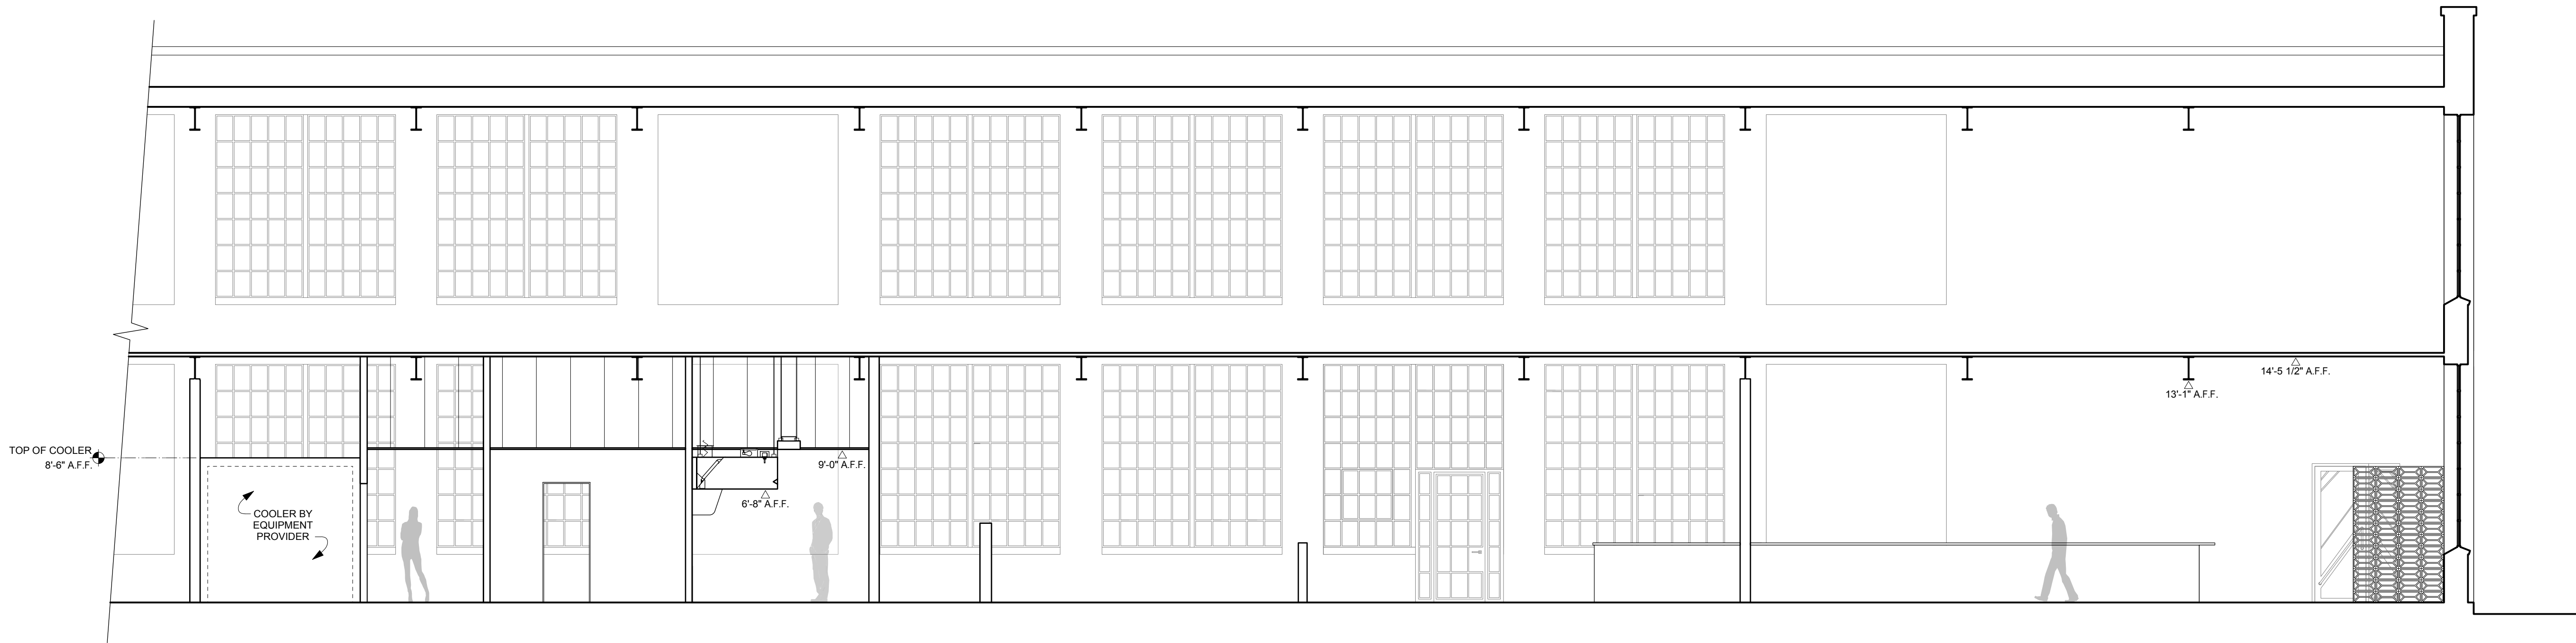 14'-5 1/2" A.F.F.
13'-1" A.F.F.
TOP OF COOLER
8'-6" A.F.F.
9'-0" A.F.F.
6'-8" A.F.F.
COOLER BY
EQUIPMENT
PROVIDER